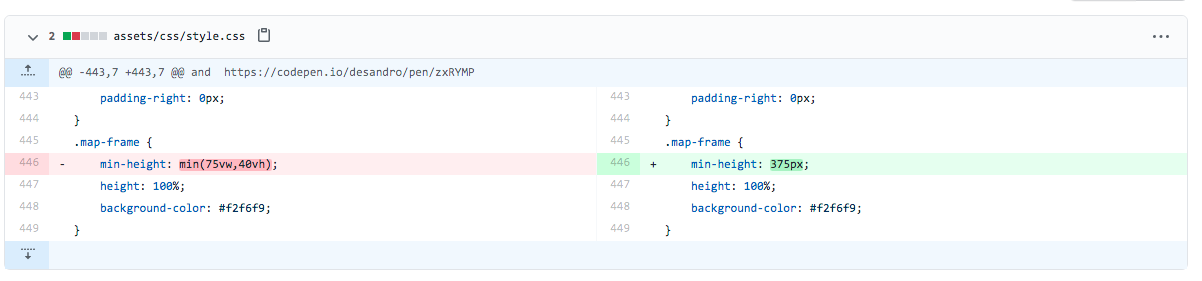 2 assets/css/style.css
@@ -443,7 +443,7 @@ and https://codepen.io/desandro/pen/zxRYMP
443 padding-right: 0px;
444 }
445 .map-frame {
446 - min-height: min(75vw,40vh);
447 height: 100%;
448 background-color: #f2f6f9;
449 }
443 padding-right: 0px;
444 }
445 .map-frame {
446 + min-height: 375px;
447 height: 100%;
448 background-color: #f2f6f9;
449 }